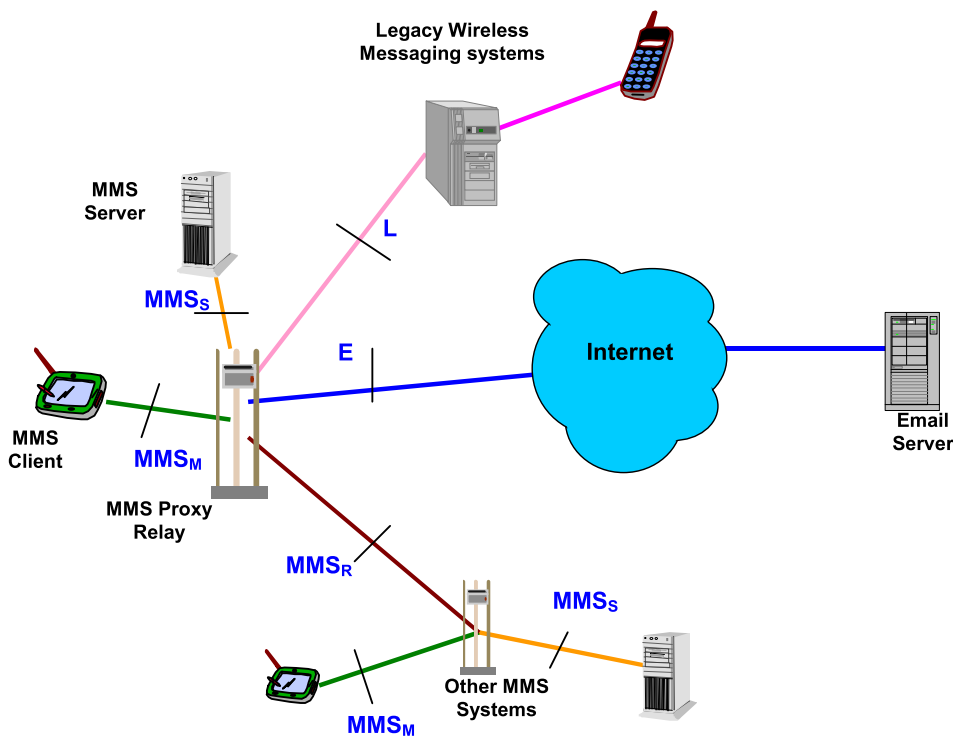 Legacy Wireless
Messaging systems
MMS
Server
L
MMSS
E
Internet
MMS
Client
MMSM
Email
Server
MMS Proxy
Relay
MMSR
MMSS
Other MMS
Systems
MMSM